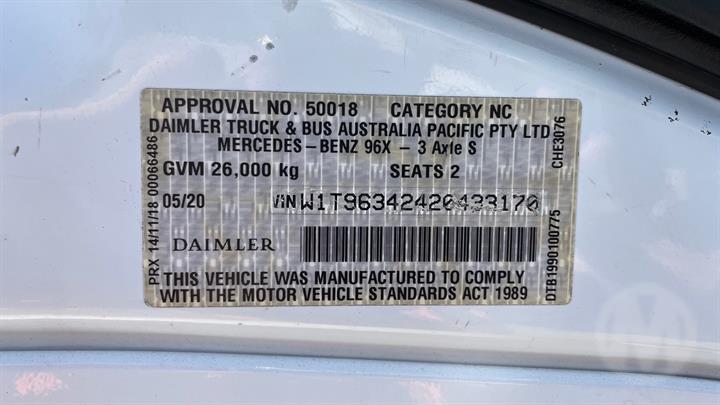 APPROVAL NO. 50018 CATEGORY NC
DAIMLER TRUCK & BUS AUSTRALIA PACIFIC PTY LTD
MERCEDES-BENZ 96X - 3 Axle S
GVM 26,000 kg SEATS 2
05/20 VIN W1T96342420433170
DAIMLER
THIS VEHICLE WAS MANUFACTURED TO COMPLY
WITH THE MOTOR VEHICLE STANDARDS ACT 1989
PRX 14/11/18 00066486
CHE3076
DTB1990100775
M